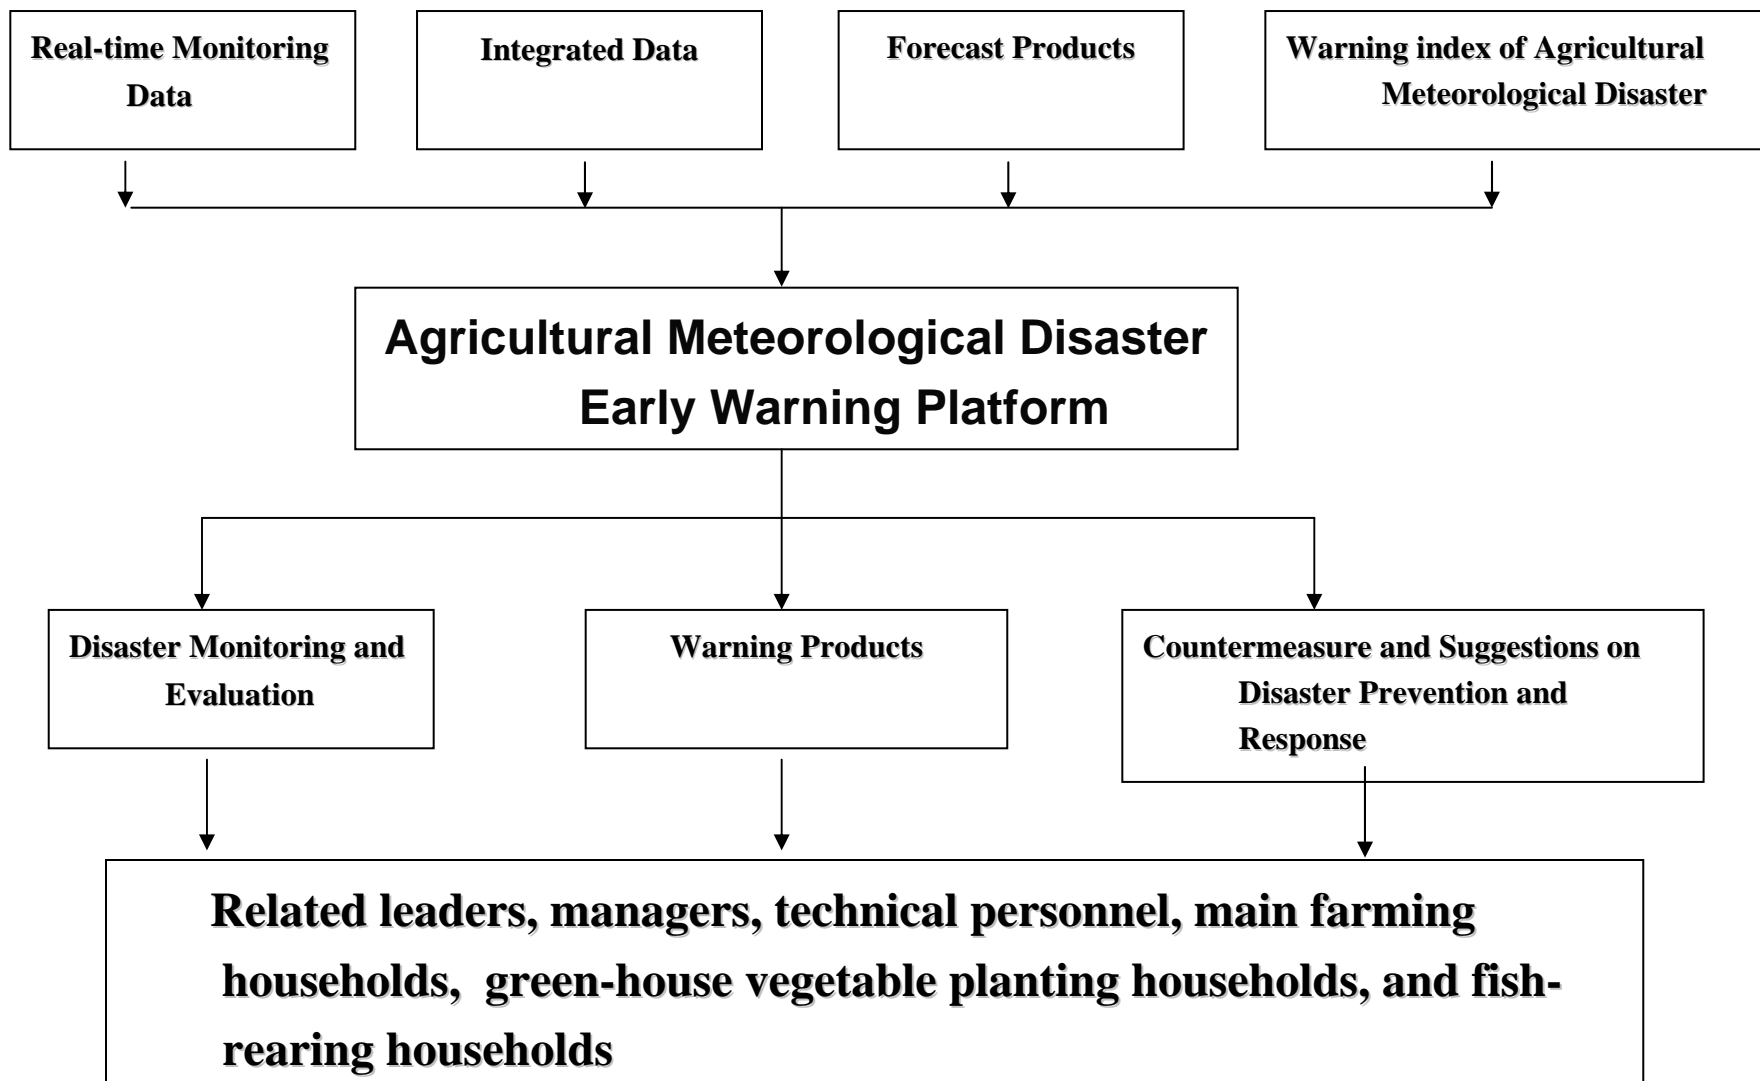 Real-time Monitoring
Data
Integrated Data
Forecast Products
Warning index of Agricultural
Meteorological Disaster
Agricultural Meteorological Disaster
Early Warning Platform
Disaster Monitoring and
Evaluation
Warning Products
Countermeasure and Suggestions on
Disaster Prevention and
Response
Related leaders, managers, technical personnel, main farming
households, green-house vegetable planting households, and fish-
rearing households